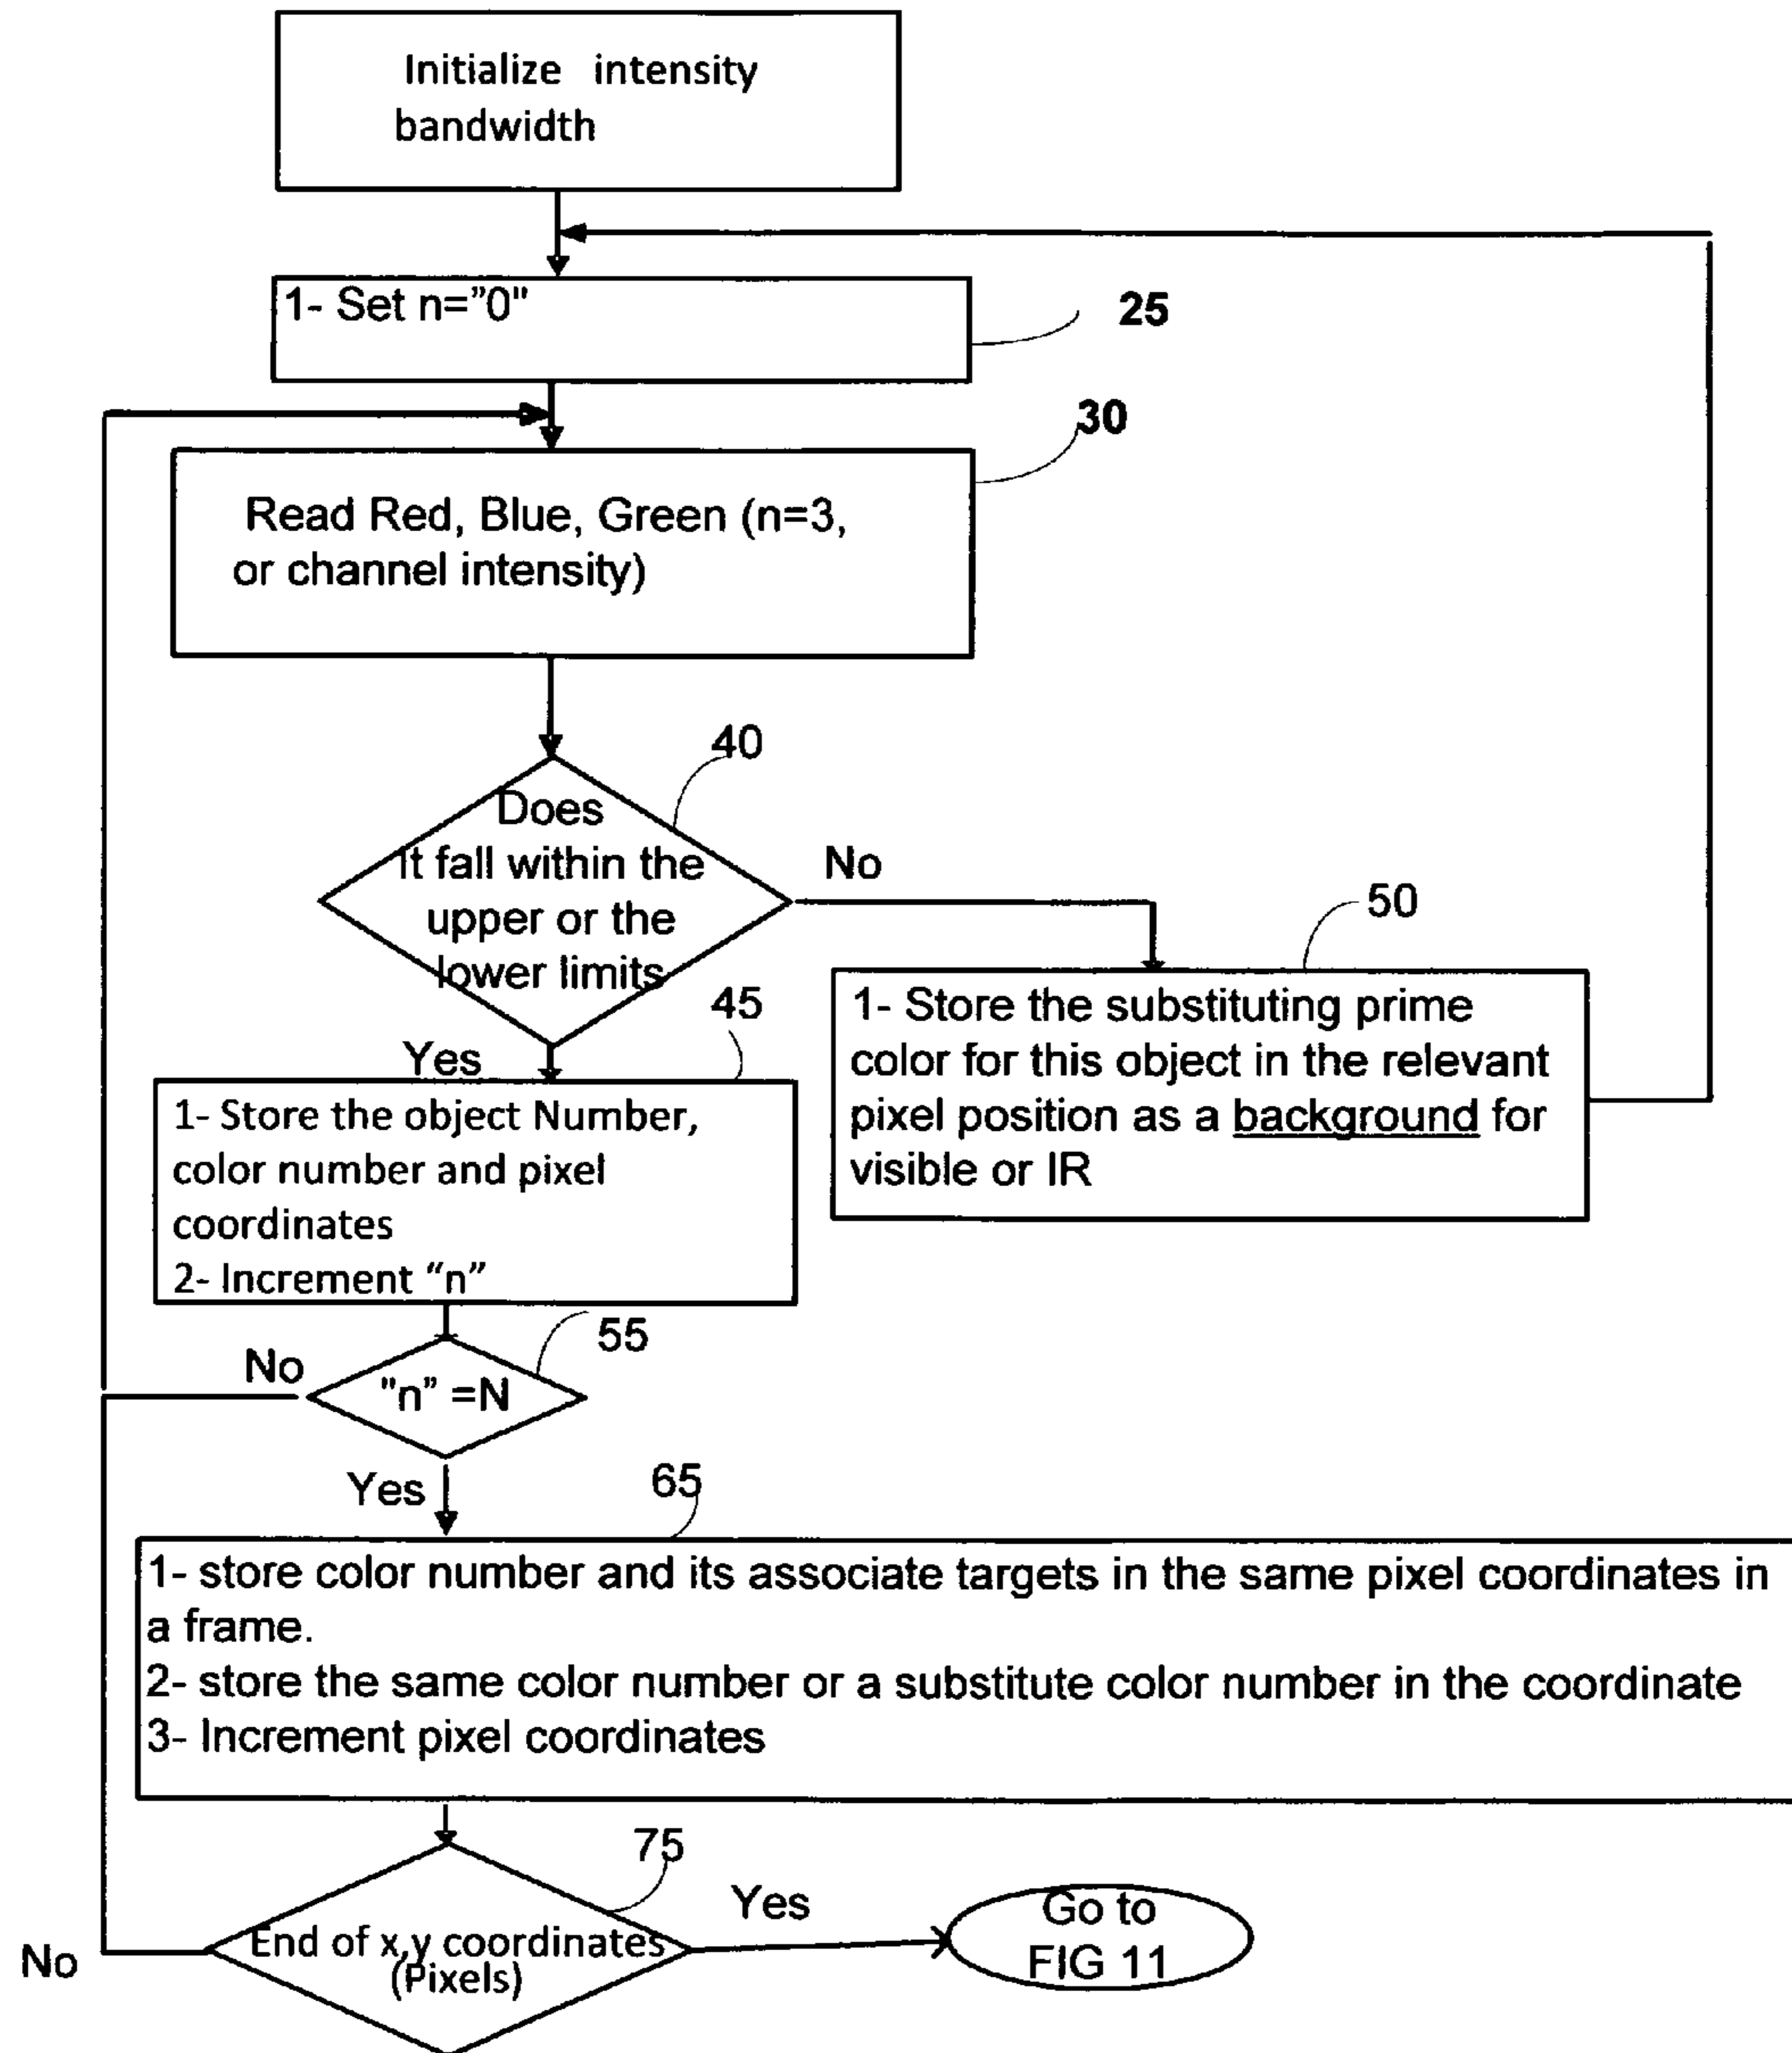 Initialize intensity
bandwidth
1- Set n=”0"
25
30
Read Red, Blue, Green (n=3,
or channel intensity)
40
Does
It fall within the
upper or the
lower limits
No
50
1- Store the substituting prime
color for this object in the relevant
pixel position as a background for
visible or IR
Yes
45
1- Store the object Number,
color number and pixel
coordinates
2- Increment “n”
55
No
"n” =N
Yes
65
1- store color number and its associate targets in the same pixel coordinates in
a frame.
2- store the same color number or a substitute color number in the coordinate
3- Increment pixel coordinates
75
Yes
No
End of x,y coordinates
(Pixels)
Go to
FIG 11